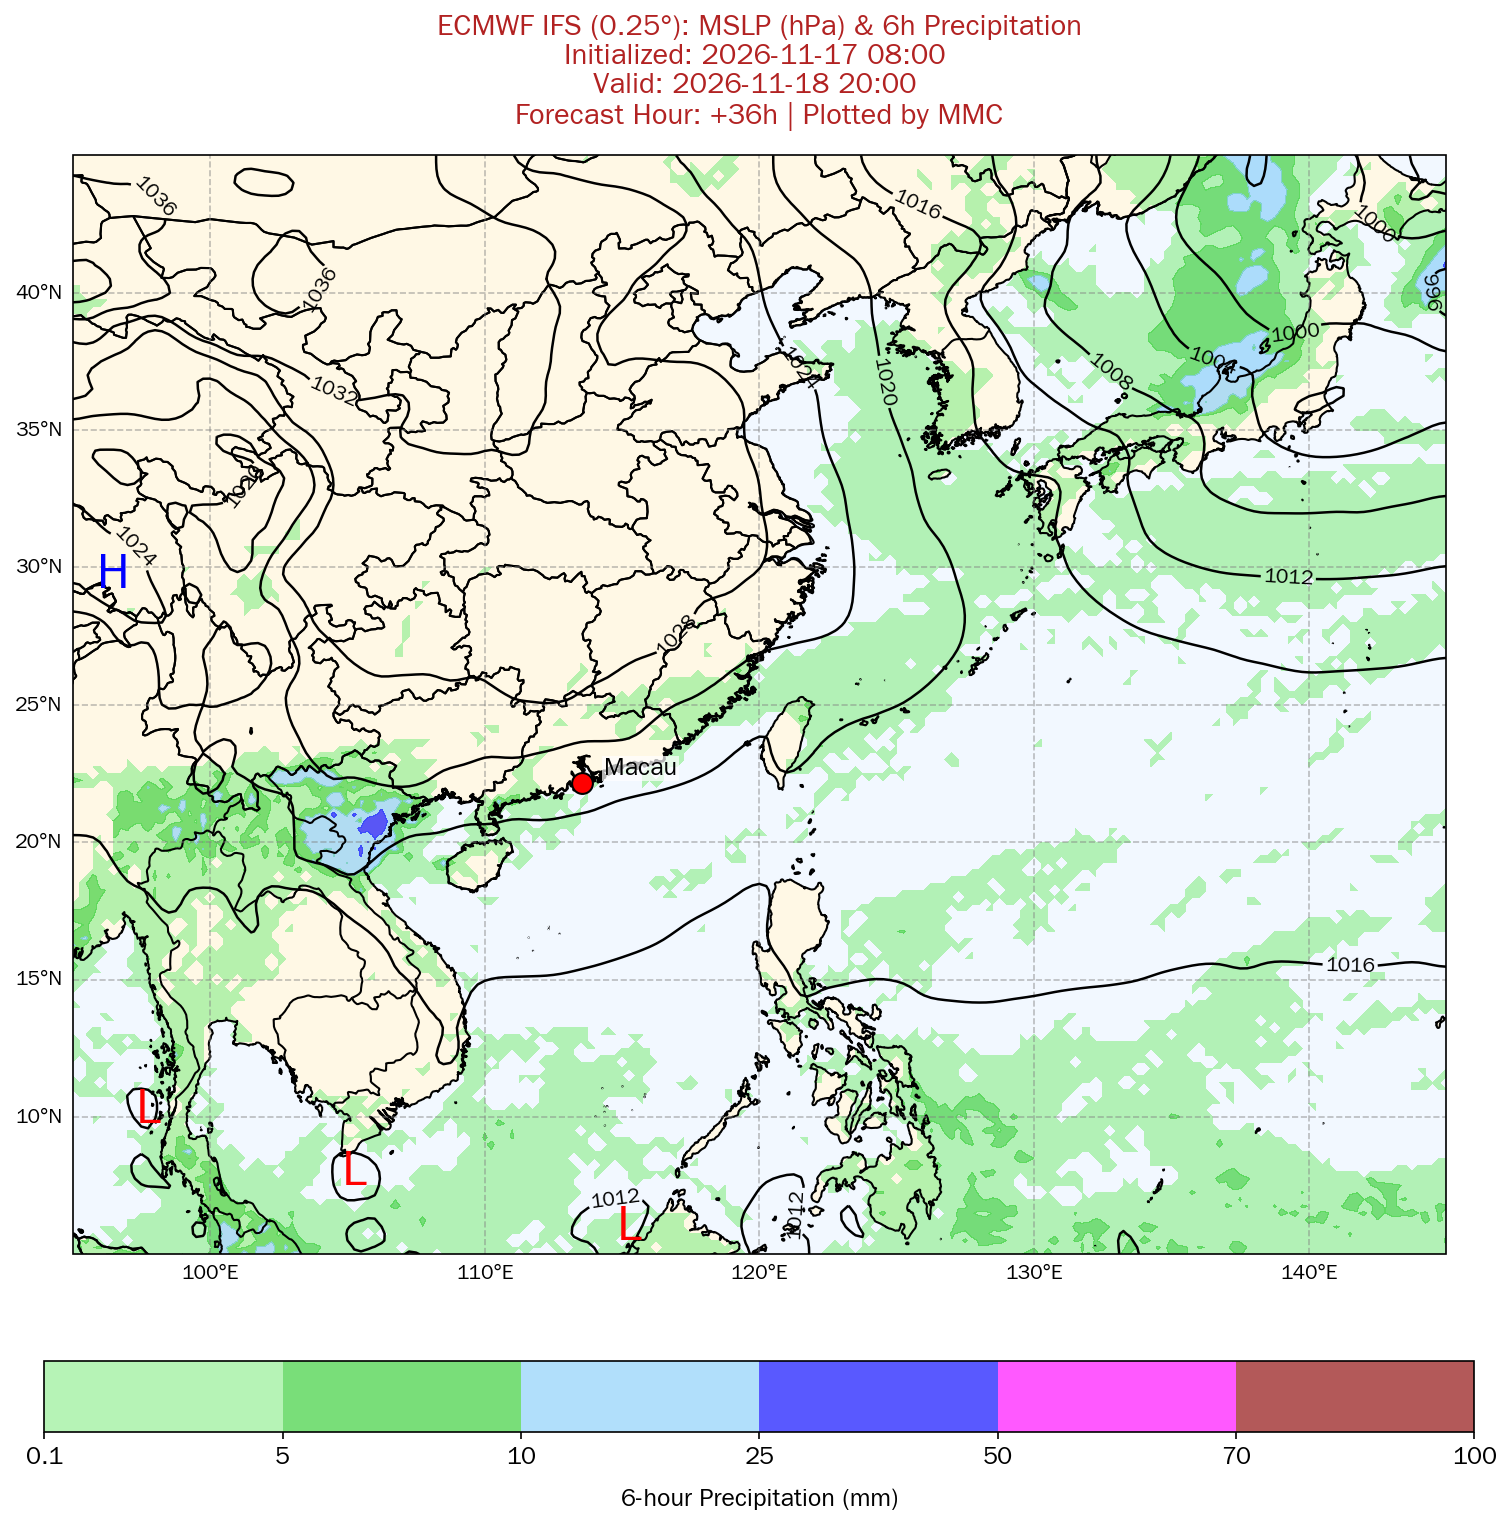 ECMWF IFS (0.25°): MSLP (hPa) & 6h Precipitation
Initialized: 2026-11-17 08:00
Valid: 2026-11-18 20:00
Forecast Hour: +36h | Plotted by MMC
1036
1016
1000
1036
996
40°N
1000
1004
1024
1008
1020
1032
35°N
1028
1024
H
30°N
1012
1028
25°N
Macau
20°N
1016
15°N
L
10°N
L
1012
1012
L
100°E
110°E
120°E
130°E
140°E
0.1
5
10
25
50
70
100
6-hour Precipitation (mm)